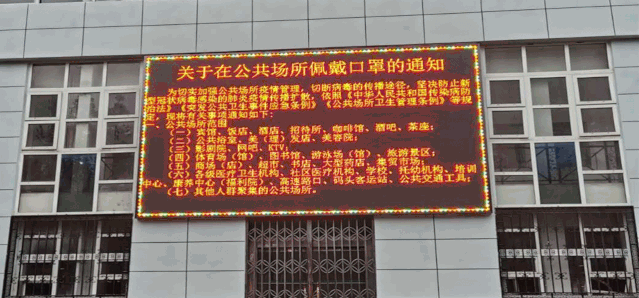 关于在公共场所佩戴口罩的通知
为切实加强公共场所疫情管理，切断病毒的传播途径，坚决防止新
型冠状病毒感染的肺炎疫情传播扩散，依照《中华人民共和国传染病防
治法》《突发公共卫生事件应急条例》《公共场所卫生管理条例》等规
定，现将有关事项通知如下：
一、公共场所范围
（一）宾馆、饭店、酒店、招待所、咖啡馆、酒吧、茶座；
（二）公共浴室、美（理）发店、美容院；
（三）影剧院、网吧、KTV；
（四）体育场（馆）、图书馆、游泳场（馆）、旅游景区；
（五）商场（店）、超市、书店、大型药店、集贸市场；
（六）各级医疗卫生机构、社区医疗机构、学校、托幼机构、培训
中心、康养中心（福利院）、高速路口、码头客运站、公共交通工具；
（七）其他人群聚集的公共场所。